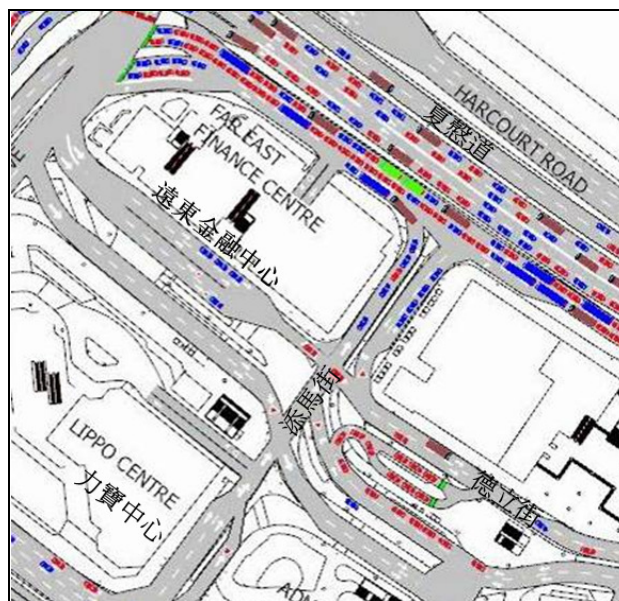 HARCOURT ROAD
夏慤道
FAR EAST
FINANCE CENTRE
遠東金融中心
添馬街
LIPPO CENTRE
力寶中心
德立街